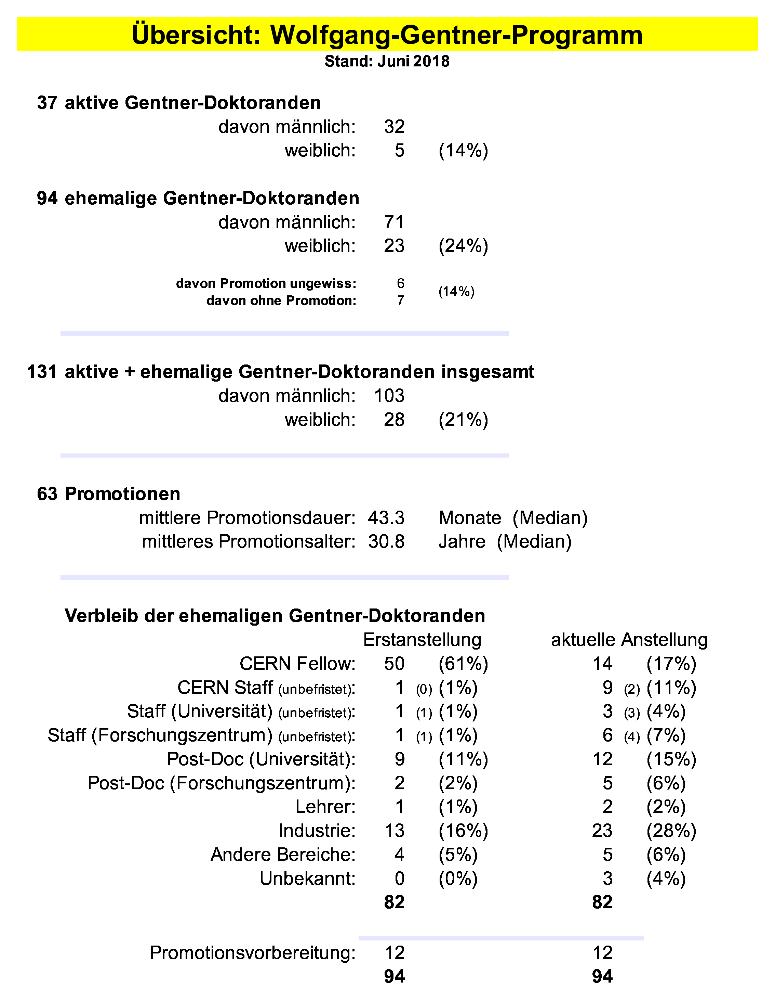 Übersicht: Wolfgang-Gentner-Programm
Stand: Juni 2018
37 aktive Gentner-Doktoranden
davon männlich: 32
weiblich: 5 (14%)
94 ehemalige Gentner-Doktoranden
davon männlich: 71
weiblich: 23 (24%)
davon Promotion ungewiss: 6
(14%)
davon ohne Promotion: 7
131 aktive + ehemalige Gentner-Doktoranden insgesamt
davon männlich: 103
weiblich: 28 (21%)
63 Promotionen
mittlere Promotionsdauer: 43.3 Monate (Median)
mittleres Promotionsalter: 30.8 Jahre (Median)
Verbleib der ehemaligen Gentner-Doktoranden
Erstanstellung aktuelle Anstellung
CERN Fellow: 50 (61%) 14 (17%)
CERN Staff (unbefristet): 1 (0) (1%) 9 (2) (11%)
Staff (Universität) (unbefristet): 1 (1) (1%) 3 (3) (4%)
Staff (Forschungszentrum) (unbefristet): 1 (1) (1%) 6 (4) (7%)
Post-Doc (Universität): 9 (11%) 12 (15%)
Post-Doc (Forschungszentrum): 2 (2%) 5 (6%)
Lehrer: 1 (1%) 2 (2%)
Industrie: 13 (16%) 23 (28%)
Andere Bereiche: 4 (5%) 5 (6%)
Unbekannt: 0 (0%) 3 (4%)
82 82
Promotionsvorbereitung: 12 12
94 94